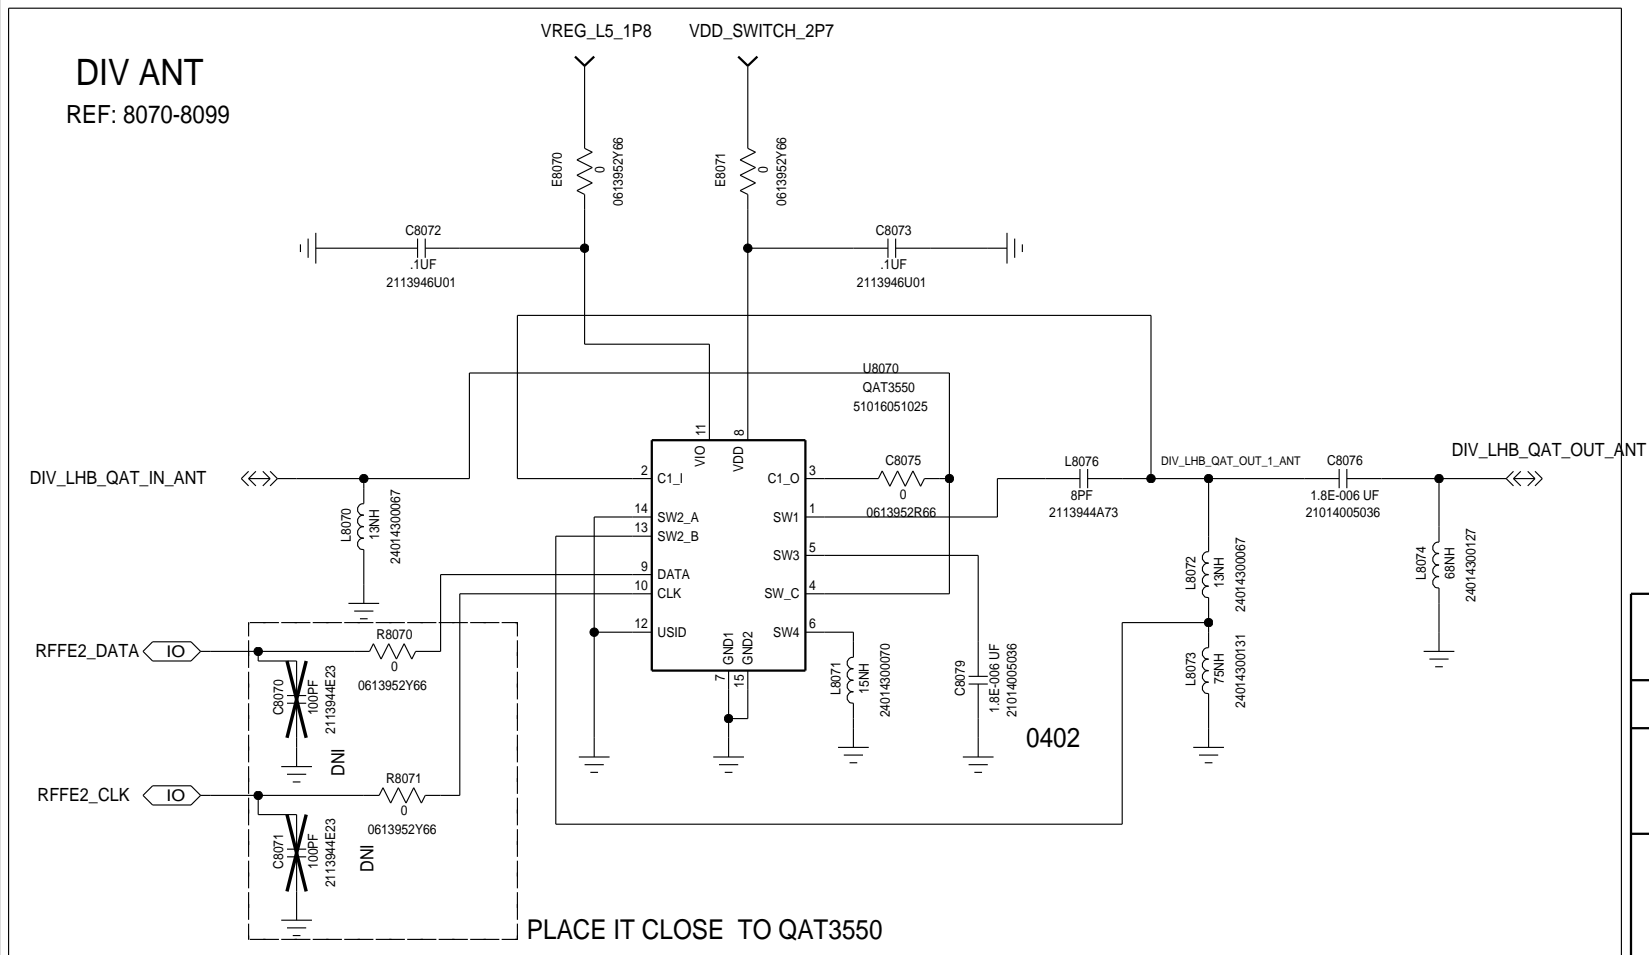 VREG_L5_1P8
VDD_SWITCH_2P7
DIV ANT
REF: 8070-8099
E8070
0
0613952Y66
E8071
0
0613952Y66
C8072
.1UF
2113946U01
C8073
.1UF
2113946U01
U8070
QAT3550
51016051025
11
VIO
8
VDD
DIV_LHB_QAT_IN_ANT
L8070
13NH
24014300067
2
C1_I
14
SW2_A
13
SW2_B
9
DATA
10
CLK
12
USID
3
C1_O
1
SW1
5
SW3
4
SW_C
6
SW4
7
GND1
15
GND2
C8075
0
0613952R66
L8076
8PF
2113944A73
DIV_LHB_QAT_OUT_1_ANT
C8076
1.8E-006 UF
21014005036
DIV_LHB_QAT_OUT_ANT
L8072
13NH
24014300067
L8074
68NH
24014300127
L8073
75NH
24014300131
L8071
15NH
24014300070
C8079
1.8E-006 UF
21014005036
0402
RFFE2_DATA
IO
R8070
0
0613952Y66
C8070
100PF
2113944E23
DNI
RFFE2_CLK
IO
R8071
0
0613952Y66
C8071
100PF
2113944E23
DNI
PLACE IT CLOSE TO QAT3550